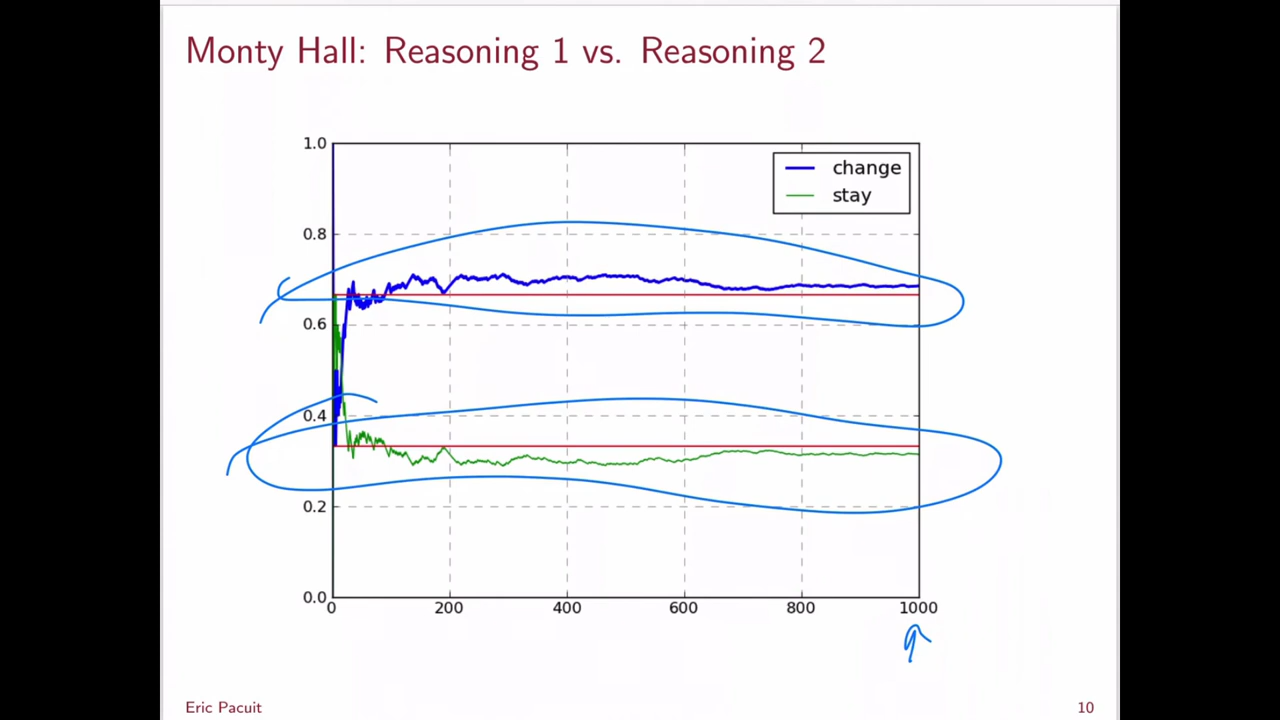 Monty Hall: Reasoning 1 vs. Reasoning 2
1.0
change
stay
0.8
0.6
0.4
0.2
0.0
0 200 400 600 800 1000
Eric Pacuit 10